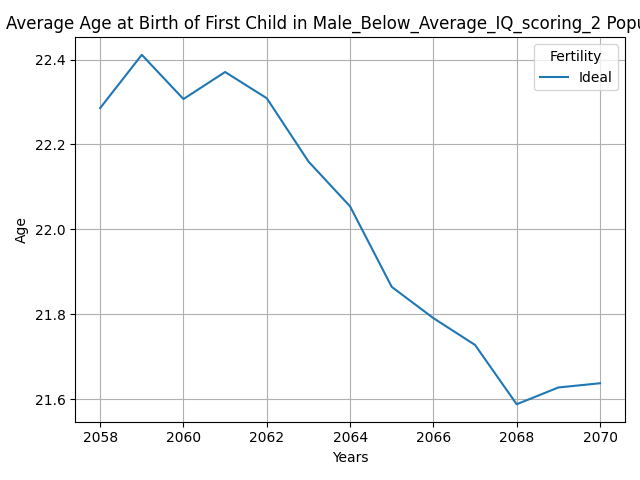 Average Age at Birth of First Child in Male_Below_Average_IQ_scoring_2 Popu
Fertility
Ideal
22.4
22.2
22.0
21.8
21.6
Age
2058 2060 2062 2064 2066 2068 2070
Years